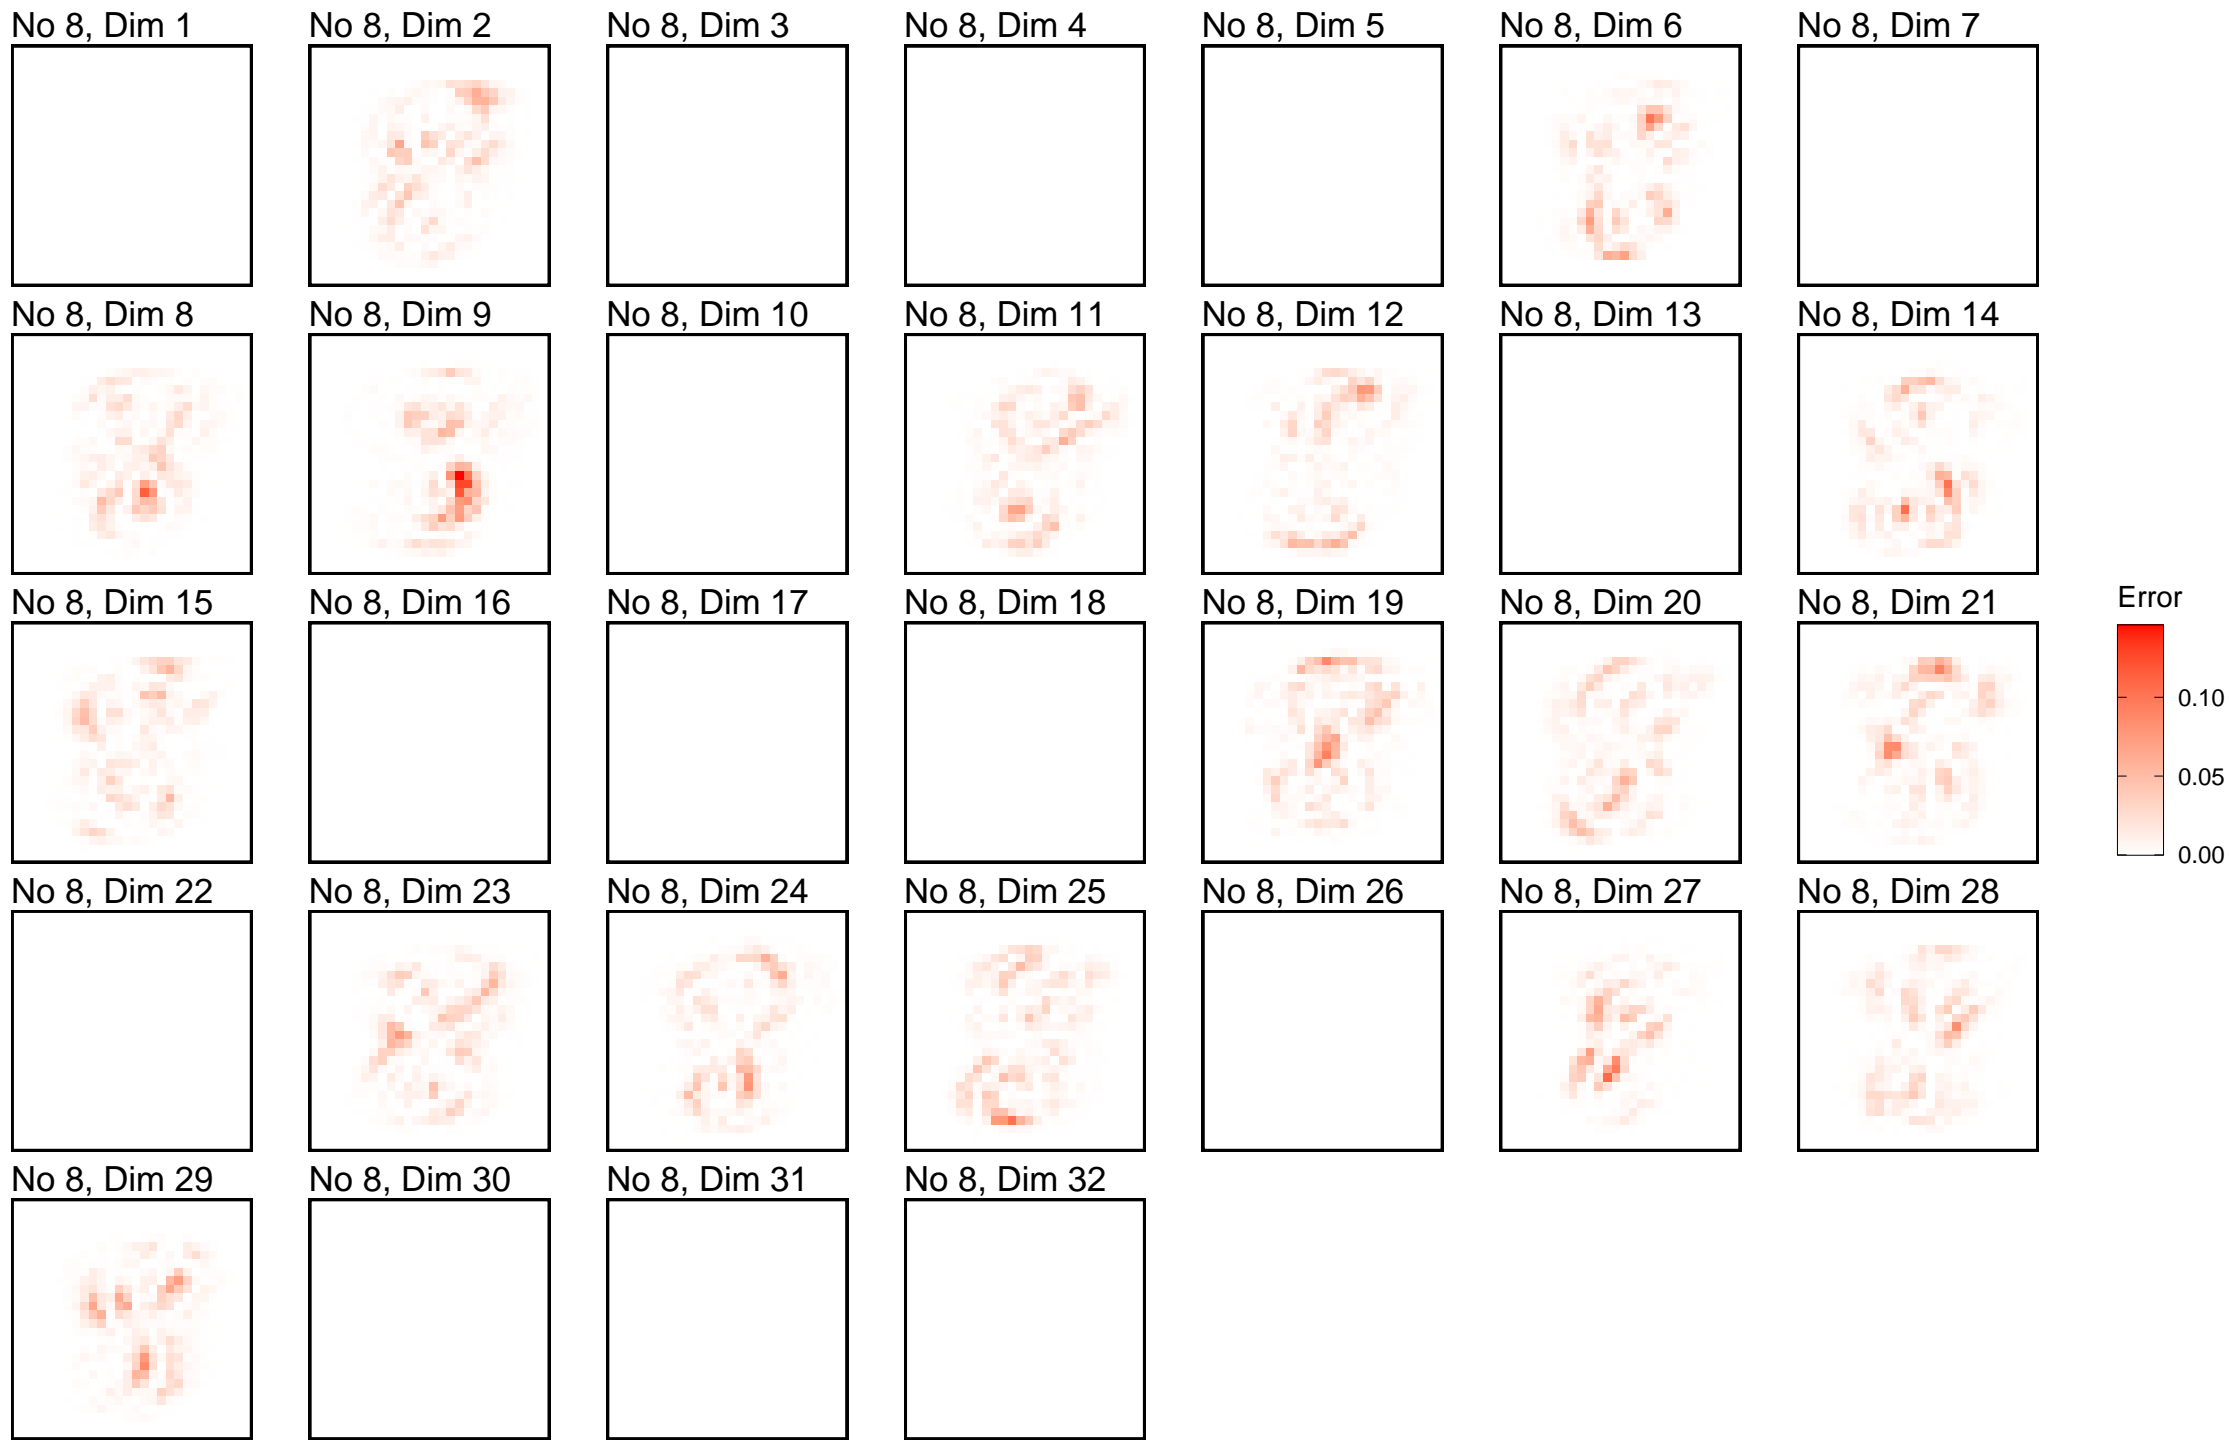 No 8, Dim 1
No 8, Dim 2
No 8, Dim 3
No 8, Dim 4
No 8, Dim 5
No 8, Dim 6
No 8, Dim 7
No 8, Dim 8
No 8, Dim 9
No 8, Dim 10
No 8, Dim 11
No 8, Dim 12
No 8, Dim 13
No 8, Dim 14
No 8, Dim 15
No 8, Dim 16
No 8, Dim 17
No 8, Dim 18
No 8, Dim 19
No 8, Dim 20
No 8, Dim 21
No 8, Dim 22
No 8, Dim 23
No 8, Dim 24
No 8, Dim 25
No 8, Dim 26
No 8, Dim 27
No 8, Dim 28
No 8, Dim 29
No 8, Dim 30
No 8, Dim 31
No 8, Dim 32
Error
0.10
0.05
0.00